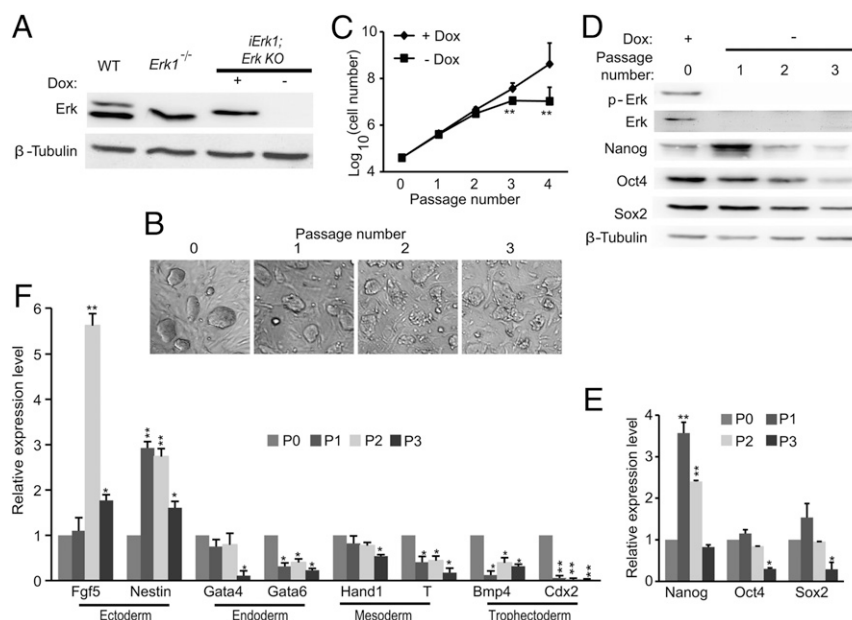 A
WT
Erk1-/-
iErk1;
Erk KO
Dox:
+
-
Erk
β-Tubulin
C
+ Dox
- Dox
Log10(cell number)
10
8
6
4
**
**
0 1 2 3 4
Passage number
D
Dox: + -
Passage
number: 0 1 2 3
p-Erk
Erk
Nanog
Oct4
Sox2
β-Tubulin
B
Passage number
0 1 2 3
F
Relative expression level
6
5
4
3
2
1
0
P0 P1 P2 P3
**
*
**
**
*
*
*
*
*
*
*
*
*
*
*
*
**
**
**
Fgf5 Nestin Gata4 Gata6 Hand1 T Bmp4 Cdx2
Ectoderm Endoderm Mesoderm Trophectoderm
E
Relative expression level
4
3
2
1
0
P0 P1
P2 P3
**
**
*
*
Nanog Oct4 Sox2